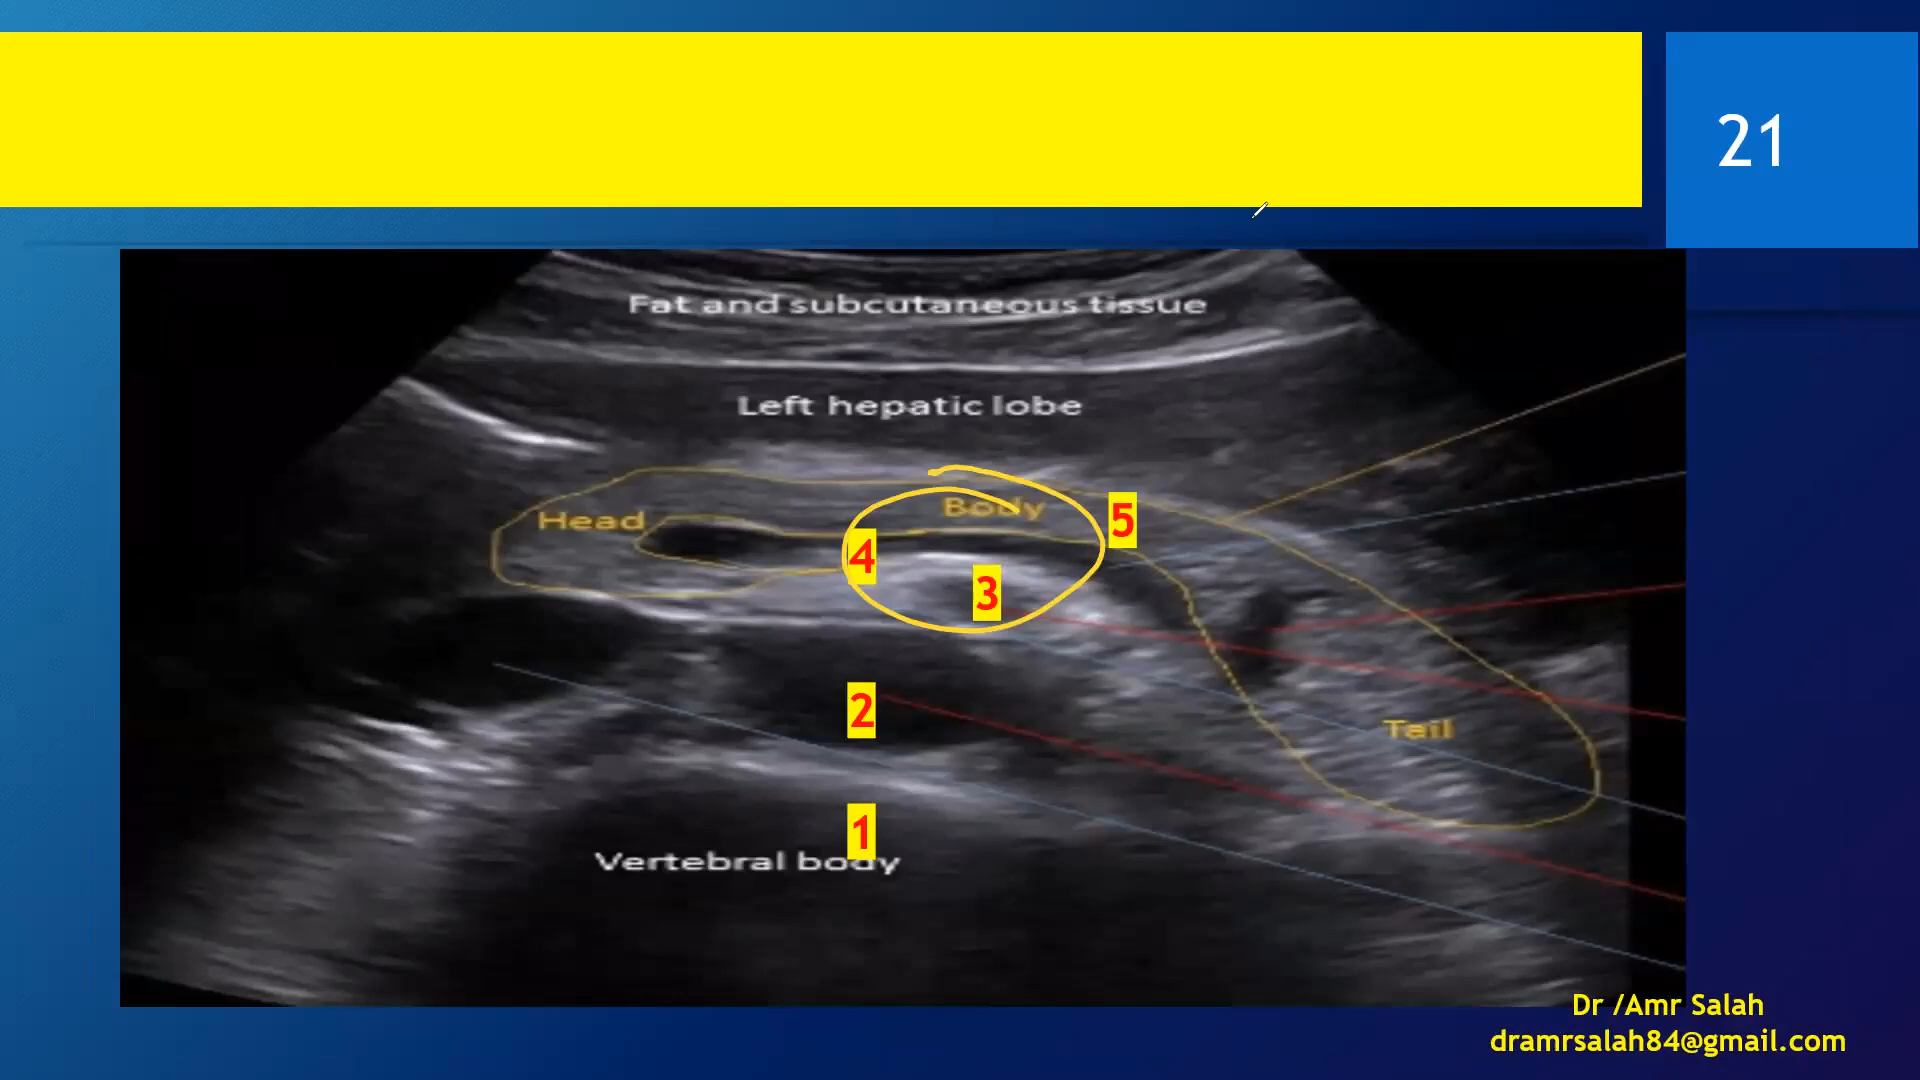 21
Fat and subcutaneous tissue
Left hepatic lobe
Head
Body
5
4
3
2
Tail
1
Vertebral body
Dr /Amr Salah
dramrsalah84@gmail.com